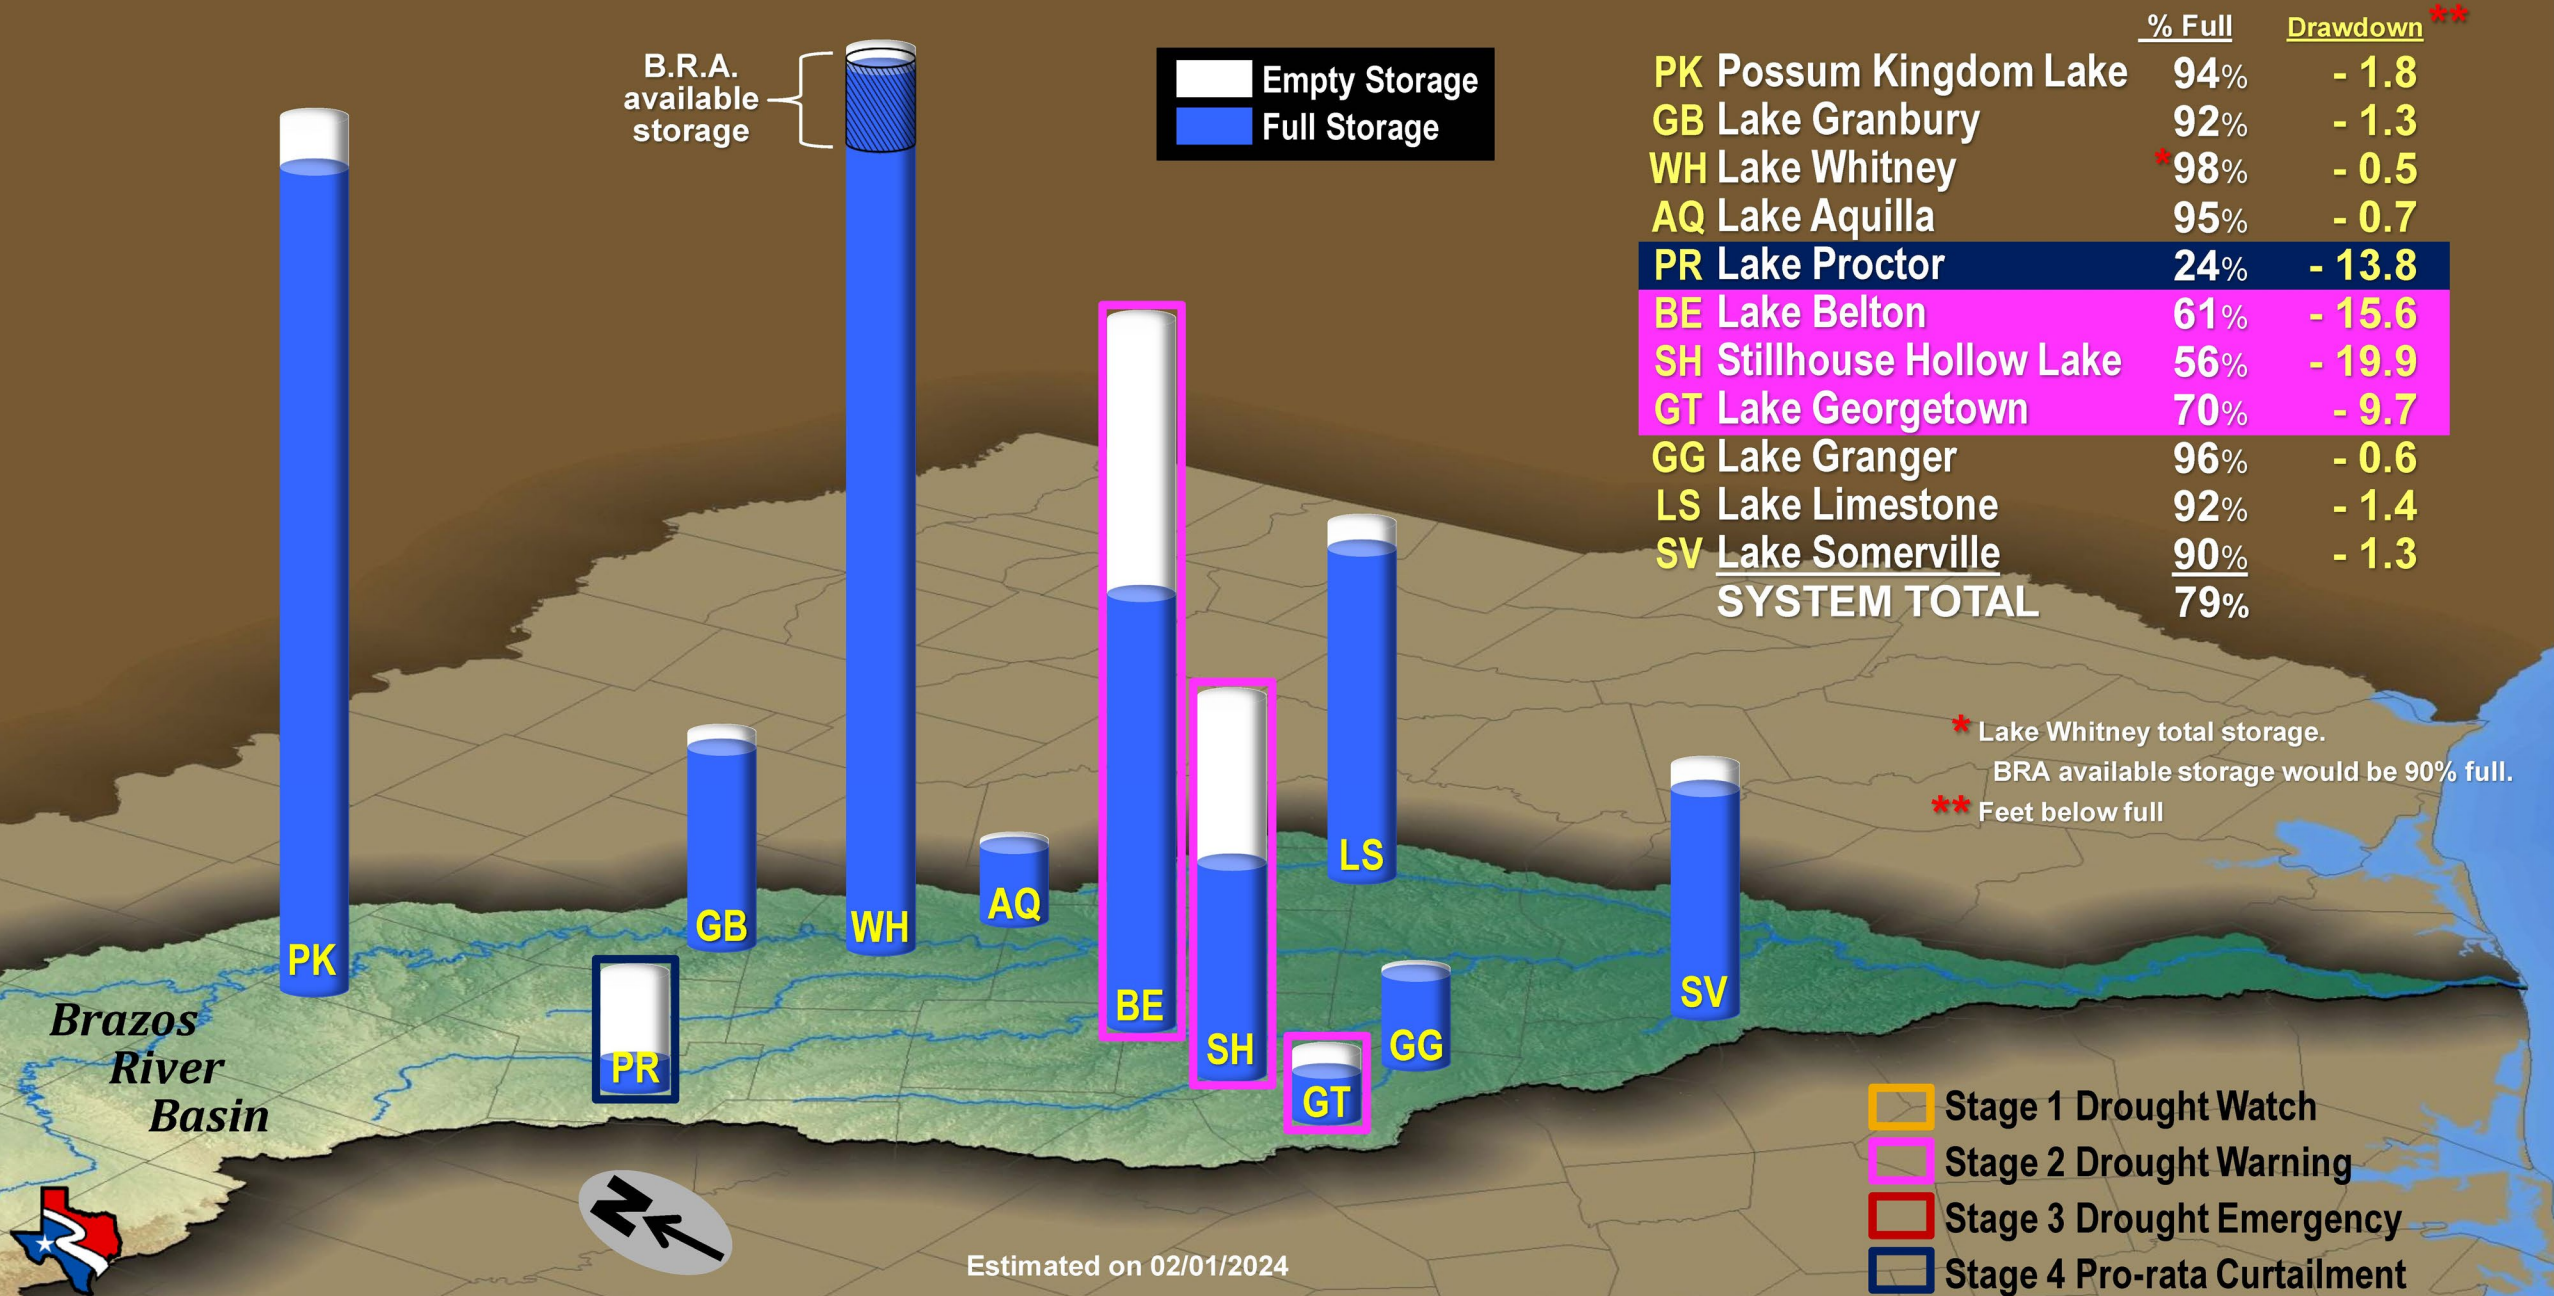 % Full Drawdown **
PK Possum Kingdom Lake 94% - 1.8
GB Lake Granbury 92% - 1.3
WH Lake Whitney *98% - 0.5
AQ Lake Aquilla 95% - 0.7
PR Lake Proctor 24% - 13.8
BE Lake Belton 61% - 15.6
SH Stillhouse Hollow Lake 56% - 19.9
GT Lake Georgetown 70% - 9.7
GG Lake Granger 96% - 0.6
LS Lake Limestone 92% - 1.4
SV Lake Somerville 90% - 1.3
SYSTEM TOTAL 79%
B.R.A.
available
storage
Empty Storage
Full Storage
* Lake Whitney total storage.
BRA available storage would be 90% full.
** Feet below full
PK
GB
WH
AQ
LS
PR
BE
SH
GT
GG
SV
Brazos
River
Basin
N
Estimated on 02/01/2024
Stage 1 Drought Watch
Stage 2 Drought Warning
Stage 3 Drought Emergency
Stage 4 Pro-rata Curtailment